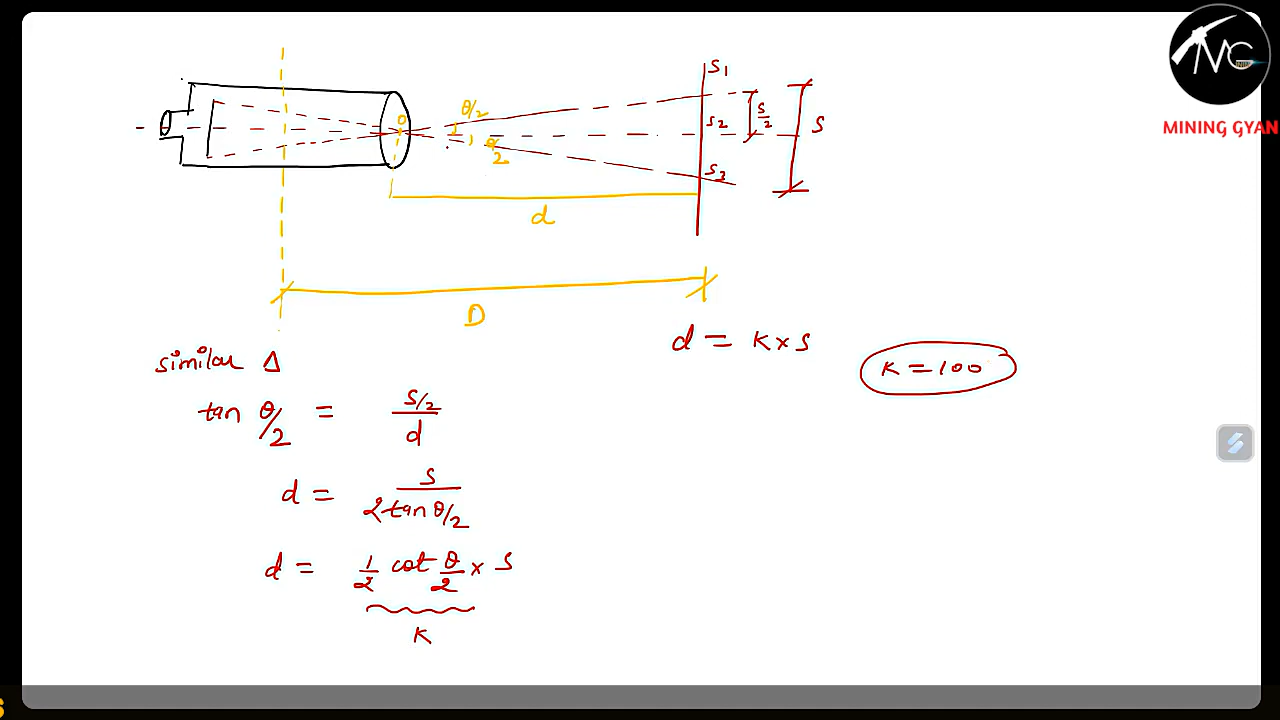 MG
MINING GYAN
S1
θ
O
θ/2
S2
S/2
S
θ/2
S3
d
D
d = K x S
similar Δ
K = 100
tan θ/2 = S/2 / d
d = S / 2 tan θ/2
d = 1/2 cot θ/2 x S
K
S